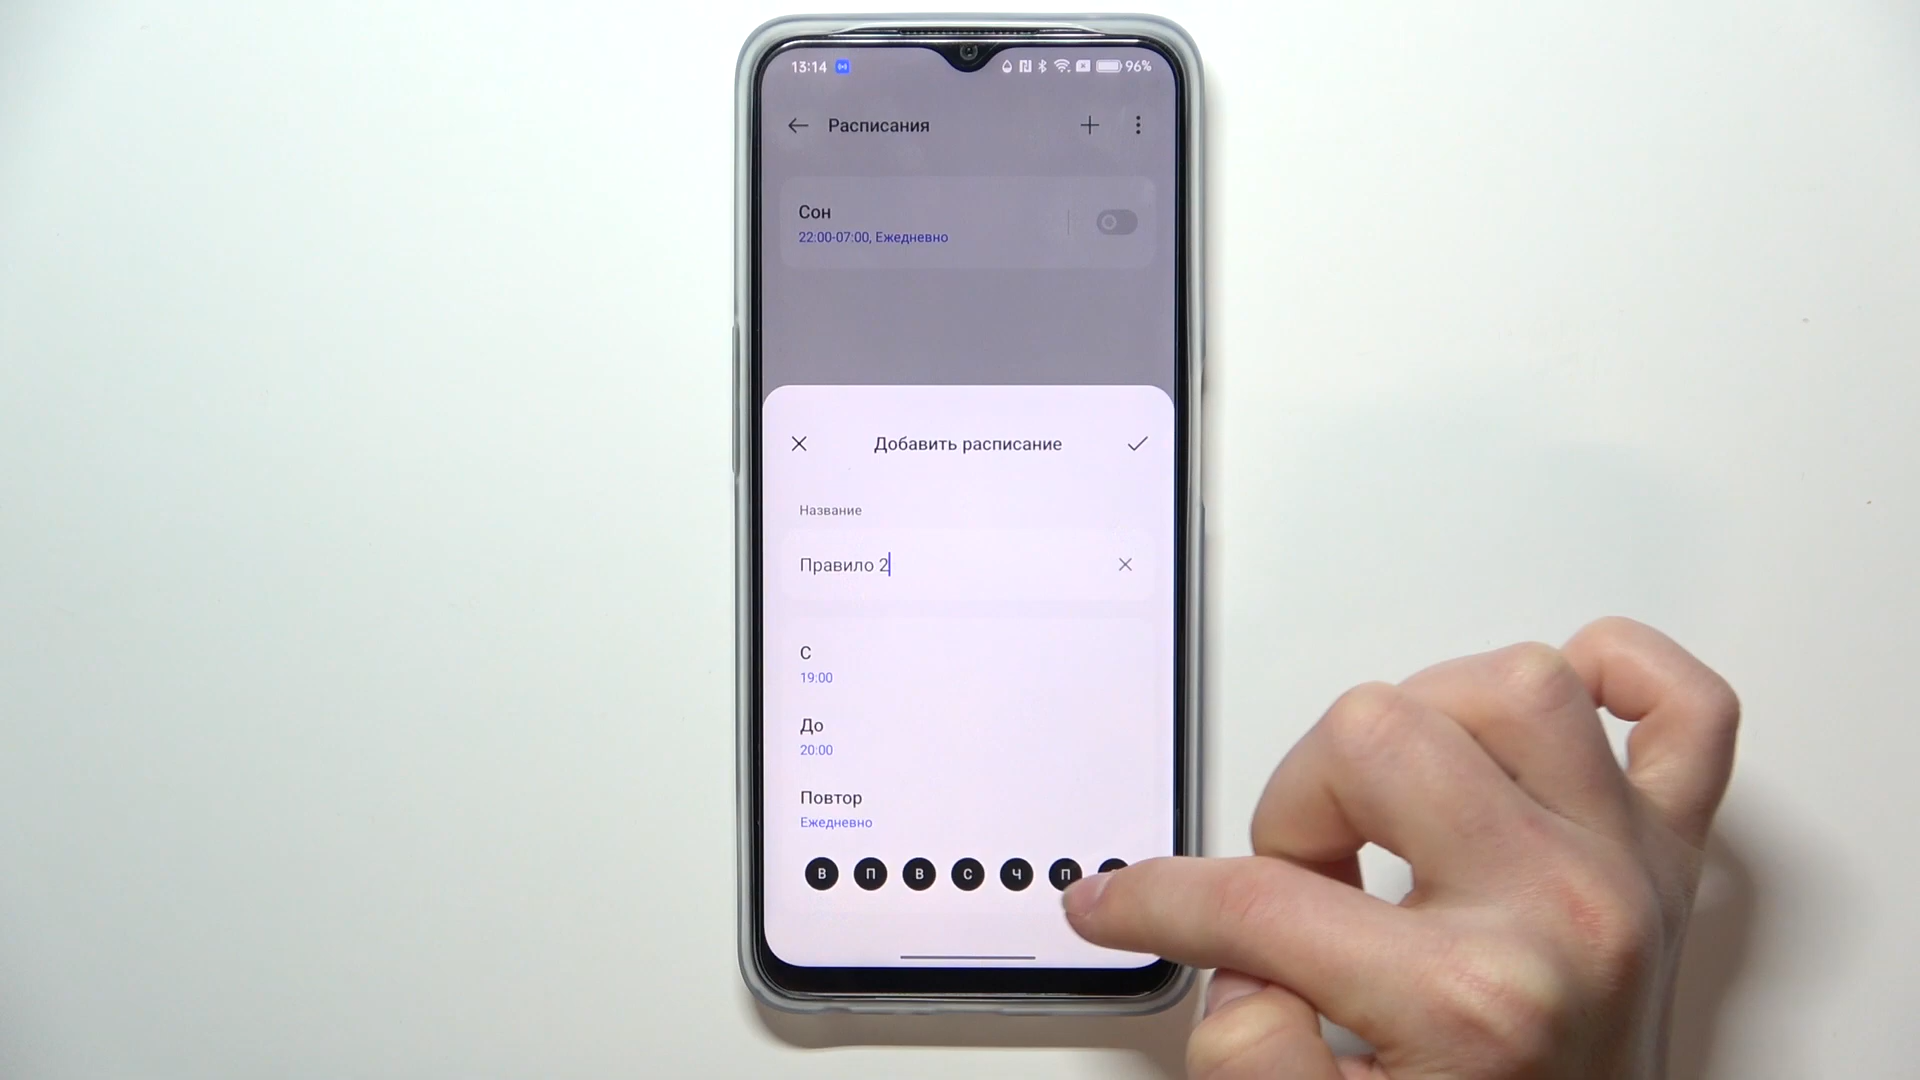 13:14 96%
Расписания
Сон
22:00-07:00, Ежедневно
Добавить расписание
Название
Правило 2
С
19:00
До
20:00
Повтор
Ежедневно
В П В С Ч П